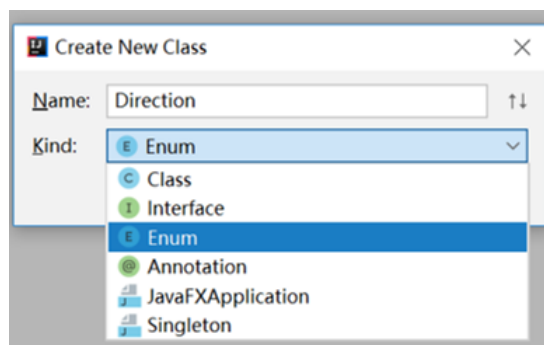 Create New Class
Name: Direction
Kind: Enum
Class
Interface
Enum
Annotation
JavaFXApplication
Singleton